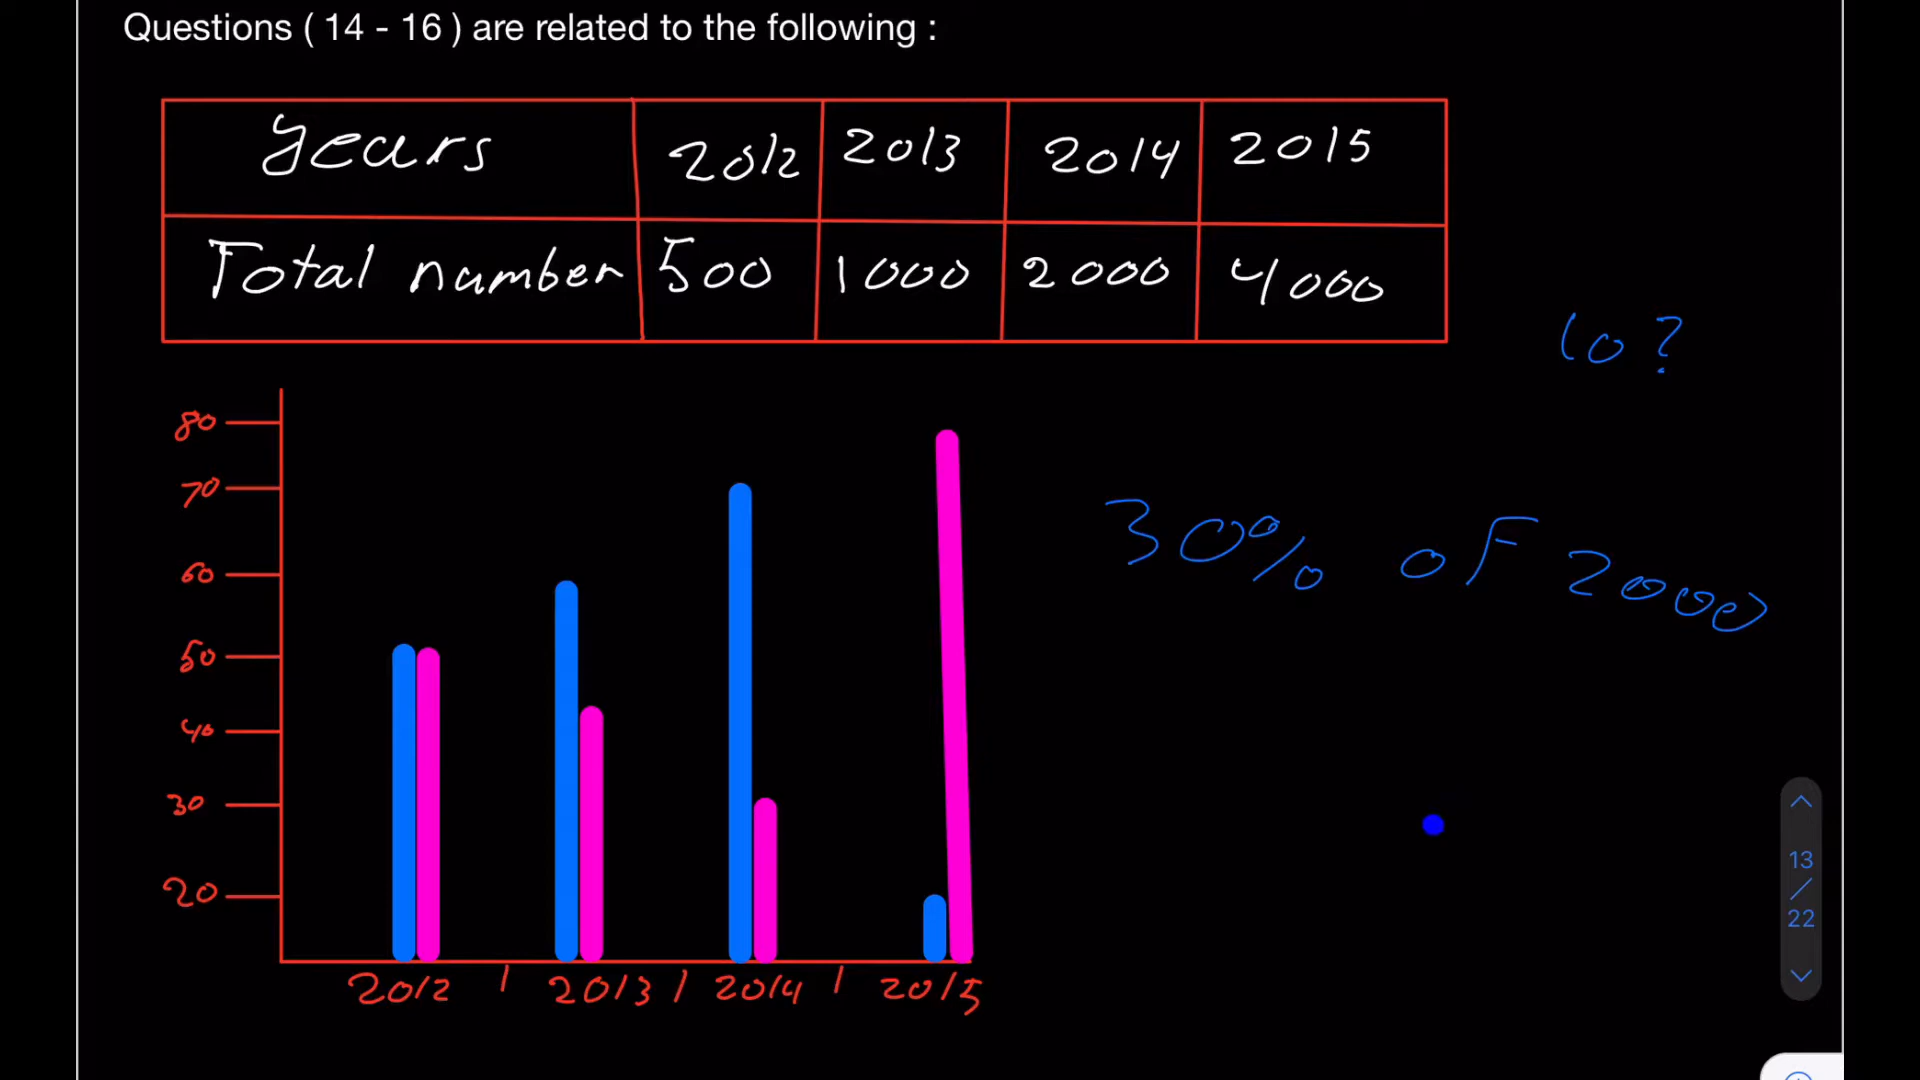 Questions ( 14 - 16 ) are related to the following :
years 2012 2013 2014 2015
Total number 500 1000 2000 4000
10?
80
70
60
50
40
30
20
30% of 2000
2012 2013 2014 2015
13
/
22